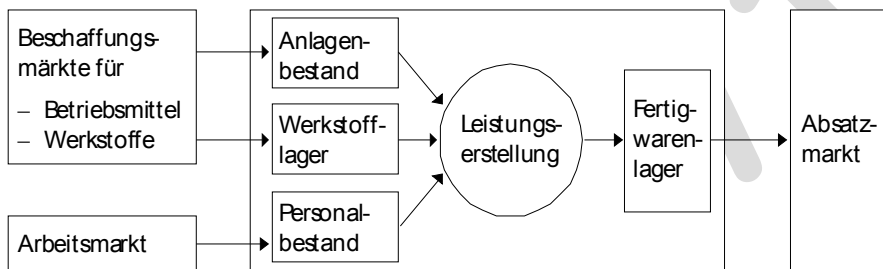 Beschaffungs-
märkte für
– Betriebsmittel
– Werkstoffe
Arbeitsmarkt
Anlagen-
bestand
Werkstoff-
lager
Personal-
bestand
Leistungs-
erstellung
Fertig-
waren-
lager
Absatz-
markt